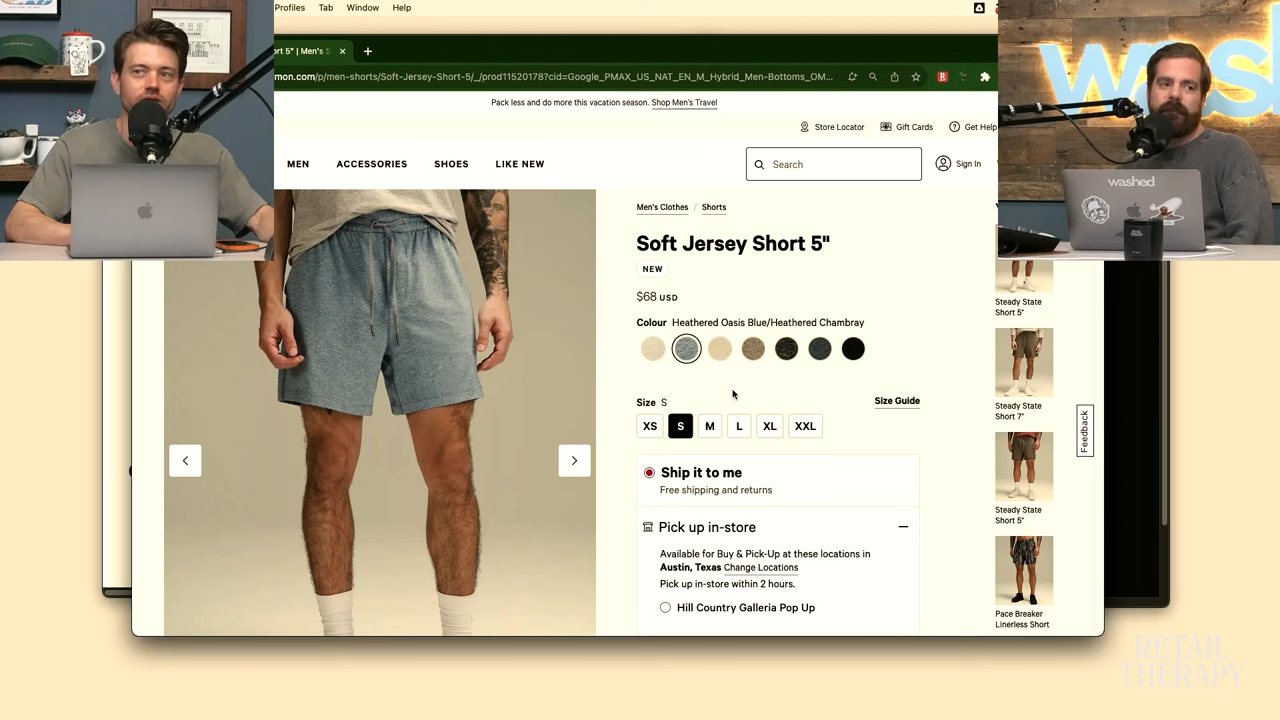 Profiles Tab Window Help
ort 5" | Men's S
mon.com/p/men-shorts/Soft-Jersey-Short-5/_/prod11520178?cid=Google_PMAX_US_NAT_EN_M_Hybrid_Men-Bottoms_OM...
Pack less and do more this vacation season. Shop Men's Travel
Store Locator Gift Cards Get Help
MEN ACCESSORIES SHOES LIKE NEW
Search
Sign In
Men's Clothes / Shorts
Soft Jersey Short 5"
NEW
$68 USD
Colour Heathered Oasis Blue/Heathered Chambray
Size S
Size Guide
XS S M L XL XXL
Ship it to me
Free shipping and returns
Pick up in-store
Available for Buy & Pick-Up at these locations in
Austin, Texas Change Locations
Pick up in-store within 2 hours.
Hill Country Galleria Pop Up
Steady State
Short 5"
Steady State
Short 7"
Steady State
Short 5"
Pace Breaker
Linerless Short
Feedback
was
washed
RETAIL
THERAPY
RETAIL
THERAPY